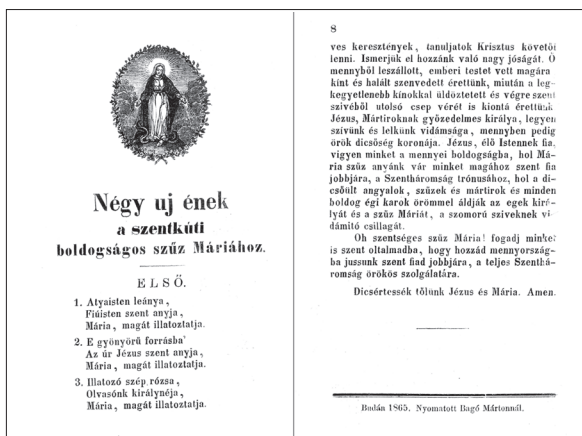 Négy uj ének
a szentkúti
boldogságos szűz Máriához.
ELSŐ.
1. Atyaisten leánya,
Fiúisten szent anyja,
Mária, magát illatoztatja.
2. E gyönyörű forrásba'
Az úr Jézus szent anyja,
Mária, magát illatoztatja.
3. Illatozó szép rózsa,
Olvasónk királynéja,
Mária, magát illatoztatja.
8
ves keresztények, tanuljatok Krisztus követői
lenni. Ismerjük el hozzánk való nagy jóságát. Ő
mennyből leszállott, emberi testet vett magára
kínt és halált szenvedett érettünk, miután a leg-
kegyetlenebb kínokkal üldöztetett és végre szent
szivéből utolsó csep vérét is kiontá érettünk.
Jézus, Mártiroknak győzedelmes királya, legyen
szívünk és lelkünk vidámsága, mennyben pedig
örök dicsőség koronája. Jézus, élő Istennek fia,
vigyen minket a mennyei boldogságba, hol Má-
ria szűz anyánk vár minket magához szent fia
jobbjára, a Szentháromság trónusához, hol a di-
csőült angyalok, szűzek és mártirok és minden
boldog égi karok örömmel áldják az egek kirá-
lyát és a szűz Máriát, a szomorú sziveknek vi-
dámító csillagát.
Oh szentséges szűz Mária! fogadj minket
is szent oltalmadba, hogy hozzád mennyország-
ba jussunk szent fiad jobbjára, a teljes Szenthá-
romság örökös szolgálatára.
Dicsértessék tőlünk Jézus és Mária. Amen.
Budán 1865. Nyomatott Bagó Mártonnál.